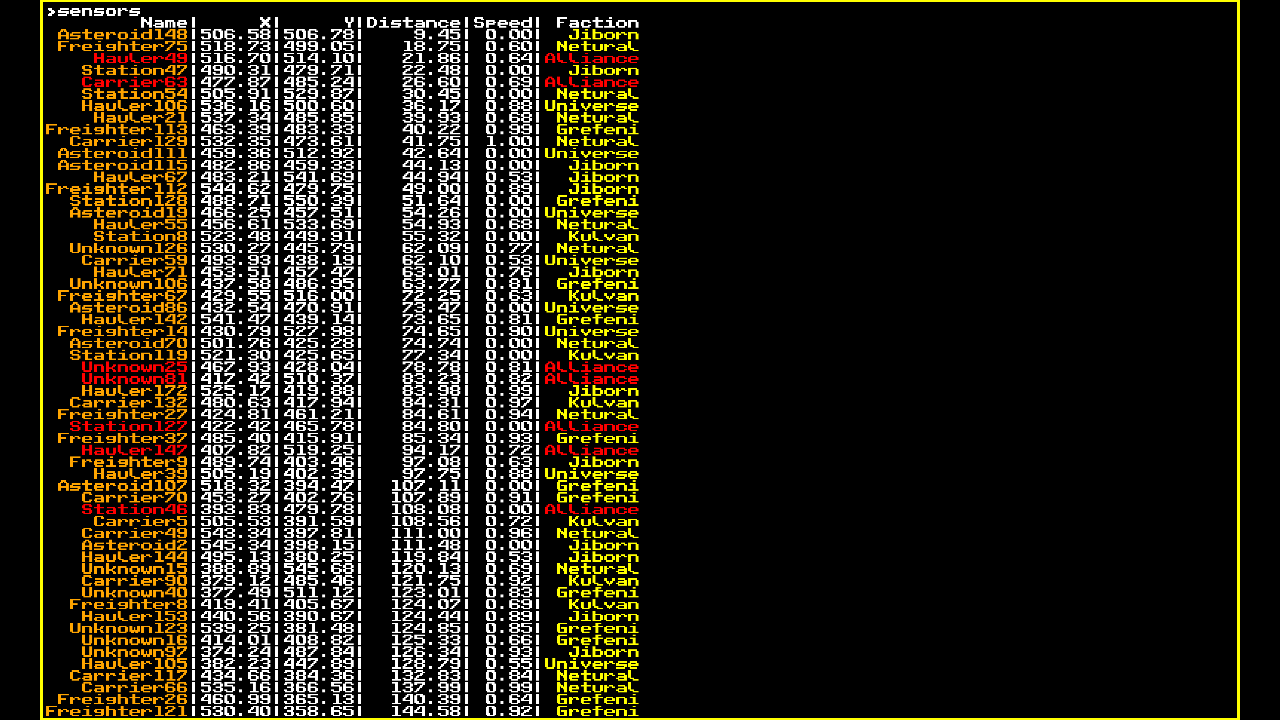 >sensors
Name| X| Y|Distance|Speed| Faction
Asteroid148|506.58|506.78| 9.45|0.00| Jiborn
Freighter75|518.73|499.05| 18.75|0.60| Netural
Hauler49|516.70|514.10| 21.86|0.64|Alliance
Station47|490.31|479.71| 22.48|0.00| Jiborn
Carrier63|477.87|485.24| 26.60|0.69|Alliance
Station54|505.91|529.87| 30.45|0.00| Netural
Hauler106|536.16|500.60| 36.17|0.88|Universe
Hauler21|537.34|485.95| 39.93|0.68| Netural
Freighter113|463.39|483.33| 40.22|0.99| Grefeni
Carrier129|532.35|473.61| 41.75|1.00| Netural
Asteroid111|459.36|512.92| 42.64|0.00|Universe
Asteroid115|482.86|459.33| 44.13|0.00| Jiborn
Hauler67|483.21|541.69| 44.94|0.53| Jiborn
Freighter112|544.62|479.75| 49.00|0.89| Jiborn
Station128|488.71|550.39| 51.64|0.00| Grefeni
Asteroid19|466.25|457.51| 54.26|0.00|Universe
Hauler55|456.61|533.69| 54.93|0.68| Netural
Station8|523.46|449.91| 55.32|0.00| Kulvan
Unknown126|530.27|445.79| 62.09|0.77| Netural
Carrier59|493.93|438.19| 62.10|0.53|Universe
Hauler71|453.51|457.47| 63.01|0.76| Jiborn
Unknown106|437.58|486.95| 63.77|0.81| Grefeni
Freighter67|429.55|516.00| 72.25|0.63| Kulvan
Asteroid86|432.54|470.91| 73.47|0.00|Universe
Hauler142|541.47|439.14| 73.65|0.81| Grefeni
Freighter14|430.79|527.98| 74.65|0.90|Universe
Asteroid70|501.76|425.28| 74.74|0.00| Netural
Station119|521.30|425.65| 77.34|0.00| Kulvan
Unknown25|467.93|428.04| 78.78|0.81|Alliance
Unknown81|417.42|510.37| 83.23|0.82|Alliance
Hauler172|525.17|419.88| 83.98|0.99| Jiborn
Carrier132|480.63|417.94| 84.31|0.97| Kulvan
Freighter27|424.81|461.21| 84.61|0.94| Netural
Station127|422.42|465.78| 84.80|0.00|Alliance
Freighter37|485.40|415.91| 85.34|0.93| Grefeni
Hauler147|407.82|519.25| 94.17|0.72|Alliance
Freighter9|489.74|403.46| 97.08|0.63| Jiborn
Hauler39|505.19|402.39| 97.75|0.88|Universe
Asteroid107|518.32|394.47| 107.11|0.00| Grefeni
Carrier70|453.27|402.76| 107.89|0.91| Grefeni
Station46|393.83|479.78| 108.08|0.00|Alliance
Carrier5|505.53|391.59| 108.56|0.72| Kulvan
Carrier49|543.34|397.81| 111.00|0.96| Netural
Asteroid2|545.34|398.15| 111.48|0.00| Jiborn
Hauler144|495.13|380.25| 119.84|0.53| Jiborn
Unknown15|388.89|545.68| 120.13|0.69| Netural
Carrier90|379.12|485.46| 121.75|0.92| Kulvan
Unknown40|377.49|511.12| 123.01|0.83| Grefeni
Freighter8|419.41|405.67| 124.07|0.69| Kulvan
Hauler153|440.56|390.67| 124.44|0.89| Jiborn
Unknown123|539.25|381.48| 124.85|0.85| Grefeni
Unknown16|414.01|408.82| 125.33|0.66| Grefeni
Unknown97|374.24|487.84| 126.34|0.93| Jiborn
Hauler105|382.23|447.89| 128.79|0.55|Universe
Carrier117|434.66|384.36| 132.83|0.84| Netural
Carrier66|535.16|366.56| 137.99|0.99| Netural
Freighter26|460.99|365.13| 140.39|0.64| Grefeni
Freighter121|530.40|358.65| 144.58|0.92| Grefeni